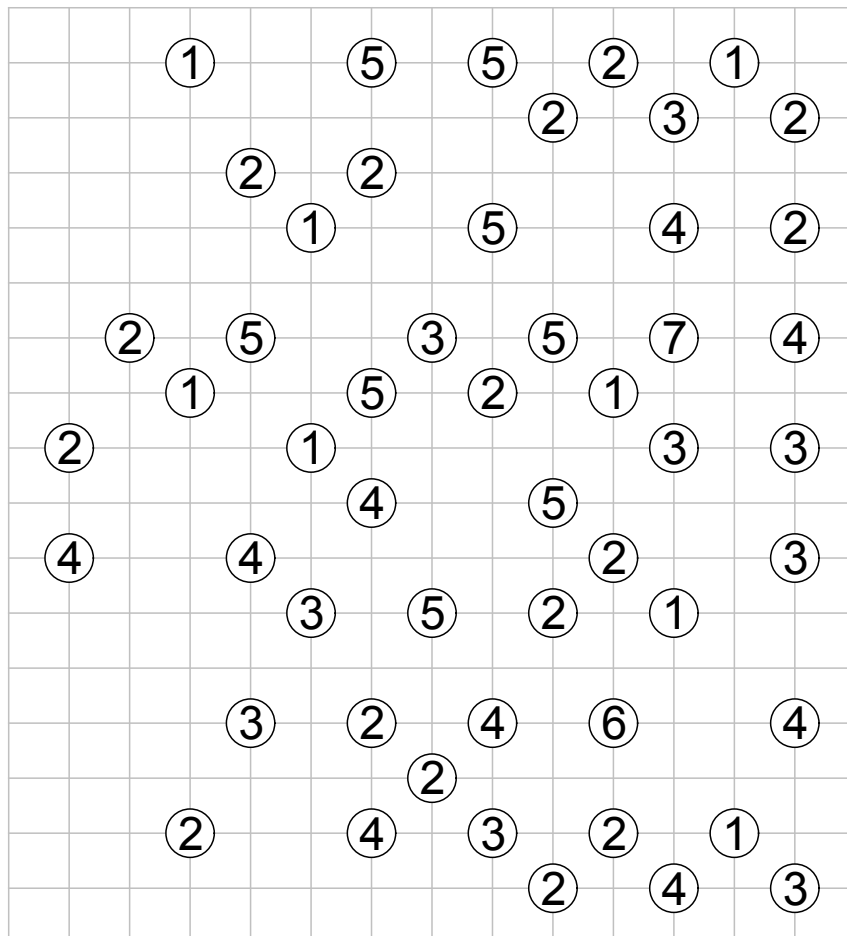 1 5 5 2 1
2 3 2
2 2
1 5 4 2
2 5 3 5 7 4
1 5 2 1
2 1 3 3
4 5
4 4 2 3
3 5 2 1
3 2 4 6 4
2
2 4 3 2 1
2 4 3